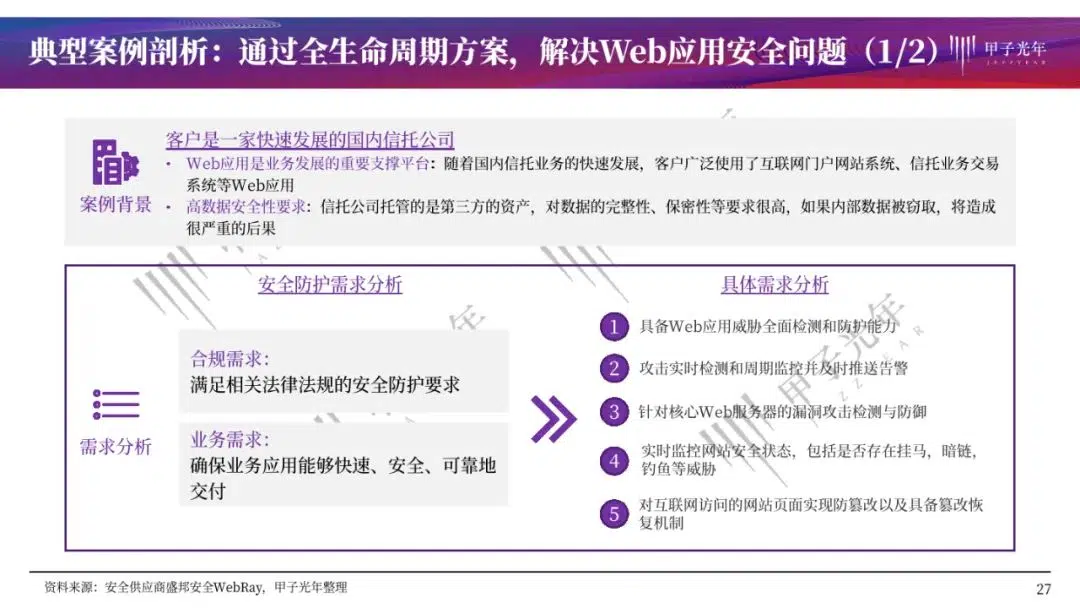 典型案例剖析：通过全生命周期方案，解决Web应用安全问题（1/2）
甲子光年
JAZZYEAR
客户是一家快速发展的国内信托公司
• Web应用是业务发展的重要支撑平台：随着国内信托业务的快速发展，客户广泛使用了互联网门户网站系统、信托业务交易
系统等Web应用
案例背景
• 高数据安全性要求：信托公司托管的是第三方的资产，对数据的完整性、保密性等要求很高，如果内部数据被窃取，将造成
很严重的后果
安全防护需求分析
合规需求：
满足相关法律法规的安全防护要求
需求分析
业务需求：
确保业务应用能够快速、安全、可靠地
交付
具体需求分析
1 具备Web应用威胁全面检测和防护能力
2 攻击实时检测和周期监控并及时推送告警
3 针对核心Web服务器的漏洞攻击检测与防御
4 实时监控网站安全状态，包括是否存在挂马，暗链，
钓鱼等威胁
5 对互联网访问的网站页面实现防篡改以及具备篡改恢
复机制
甲子光年
JAZZYEAR
资料来源：安全供应商盛邦安全WebRay，甲子光年整理
27